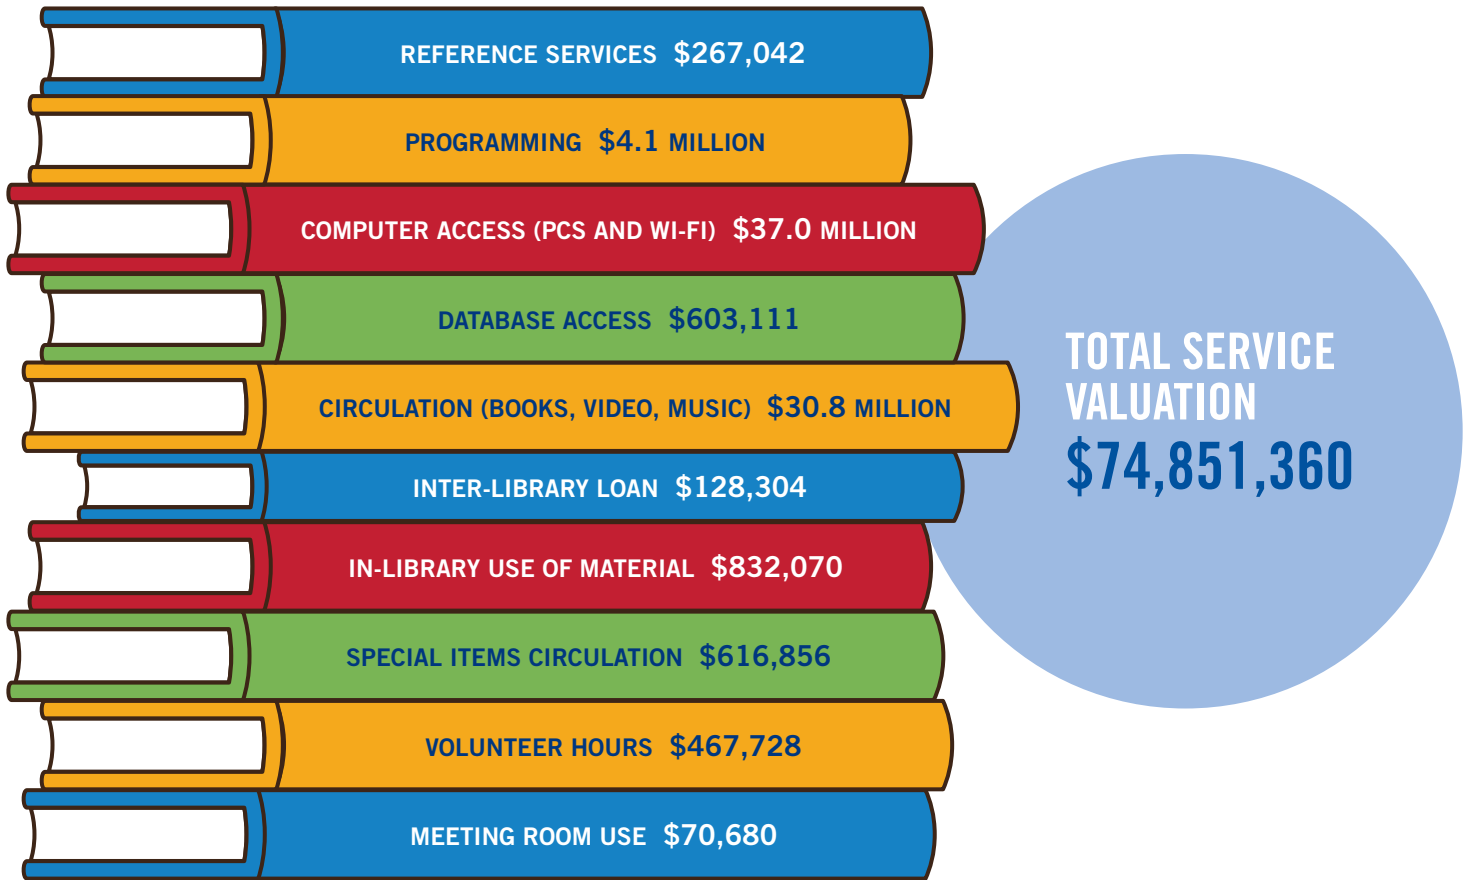 REFERENCE SERVICES $267,042
PROGRAMMING $4.1 MILLION
COMPUTER ACCESS (PCS AND WI-FI) $37.0 MILLION
DATABASE ACCESS $603,111
CIRCULATION (BOOKS, VIDEO, MUSIC) $30.8 MILLION
INTER-LIBRARY LOAN $128,304
IN-LIBRARY USE OF MATERIAL $832,070
SPECIAL ITEMS CIRCULATION $616,856
VOLUNTEER HOURS $467,728
MEETING ROOM USE $70,680
TOTAL SERVICE
VALUATION
$74,851,360